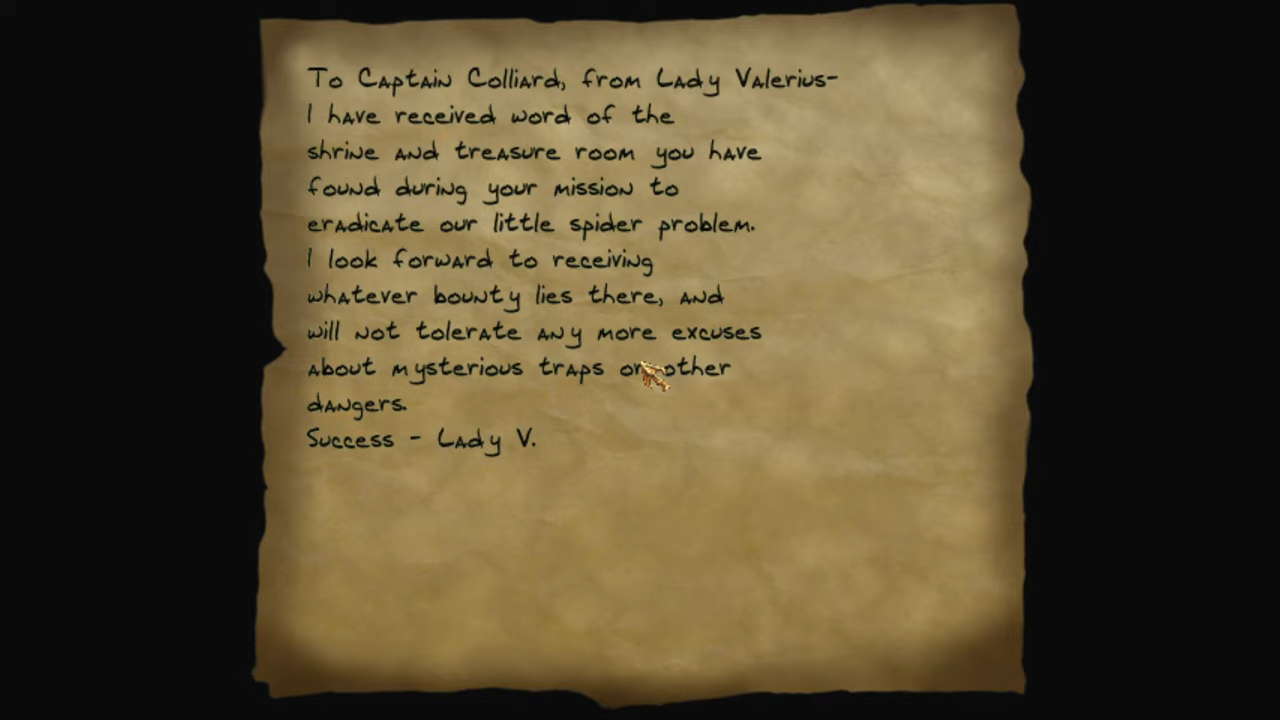 To Captain Colliard, from Lady Valerius-
I have received word of the
shrine and treasure room you have
found during your mission to
eradicate our little spider problem.
I look forward to receiving
whatever bounty lies there, and
will not tolerate any more excuses
about mysterious traps or other
dangers.
Success - Lady V.